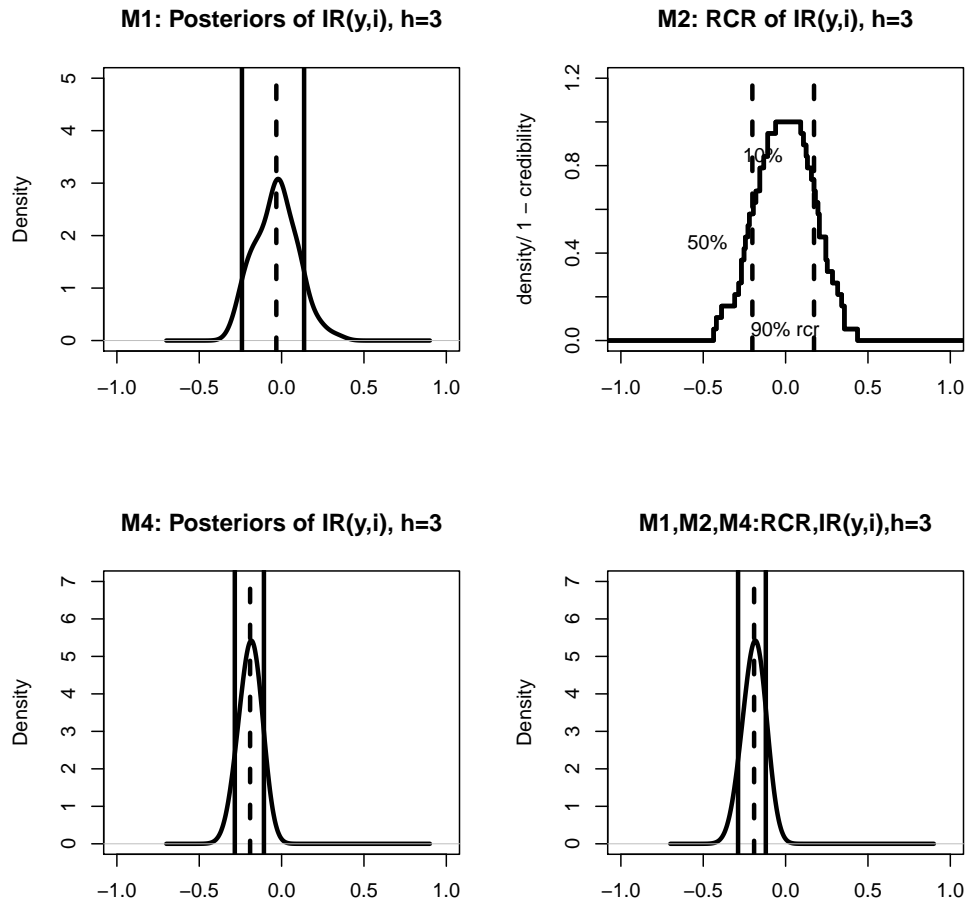 M1: Posteriors of IR(y,i), h=3
Density
0 1 2 3 4 5
−1.0 −0.5 0.0 0.5 1.0
M2: RCR of IR(y,i), h=3
density/ 1 − credibility
0.0 0.4 0.8 1.2
10%
50%
90% rcr
−1.0 −0.5 0.0 0.5 1.0
M4: Posteriors of IR(y,i), h=3
Density
0 1 2 3 4 5 6 7
−1.0 −0.5 0.0 0.5 1.0
M1,M2,M4:RCR,IR(y,i),h=3
Density
0 1 2 3 4 5 6 7
−1.0 −0.5 0.0 0.5 1.0